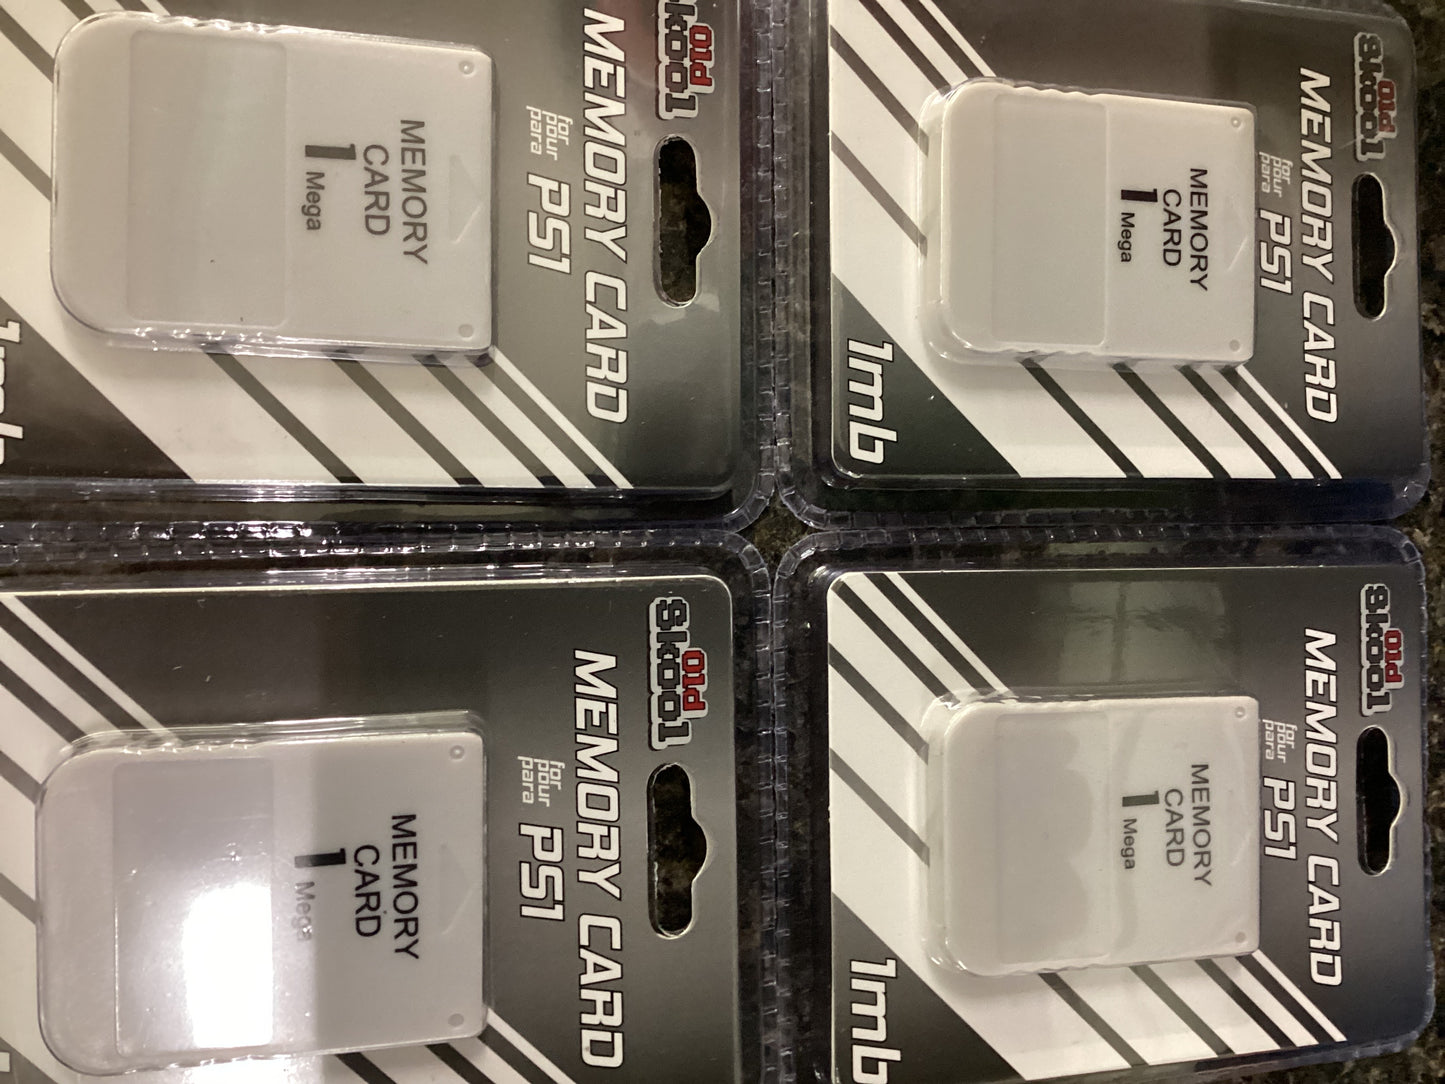 Old
Skool
MEMORY CARD
for
pour
para
PS1
MEMORY
CARD
1 Mega
1mb
Old
Skool
MEMORY CARD
for
pour
para
PS1
MEMORY
CARD
1 Mega
1mb
Old
Skool
MEMORY CARD
for
pour
para
PS1
MEMORY
CARD
1 Mega
Old
Skool
MEMORY CARD
for
pour
para
PS1
MEMORY
CARD
1 Mega
1mb